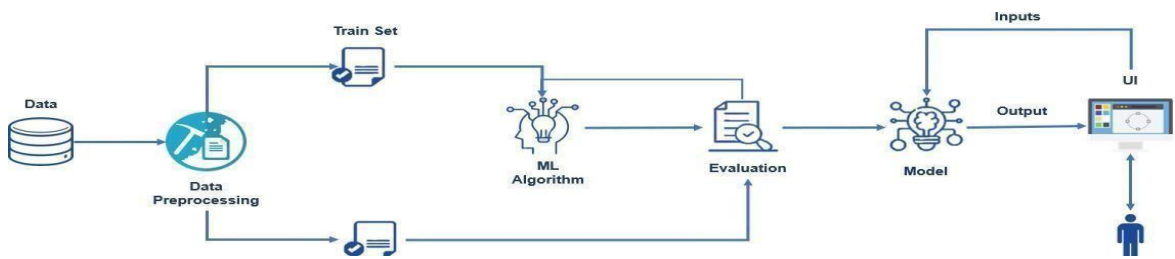 Inputs
Train Set
UI
Data
Output
ML
Algorithm
Evaluation
Model
Data
Preprocessing